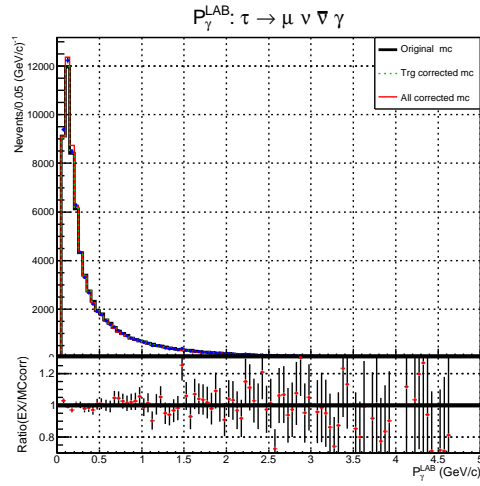 P_γ^LAB: τ → μ ν ν̅ γ
Nevents/0.05 (GeV/c)⁻¹
Original mc
Trg corrected mc
All corrected mc
12000
10000
8000
6000
4000
2000
0
Ratio(EX/MCcorr)
1.2
1
0.8
0 0.5 1 1.5 2 2.5 3 3.5 4 4.5 5
P_γ^LAB (GeV/c)